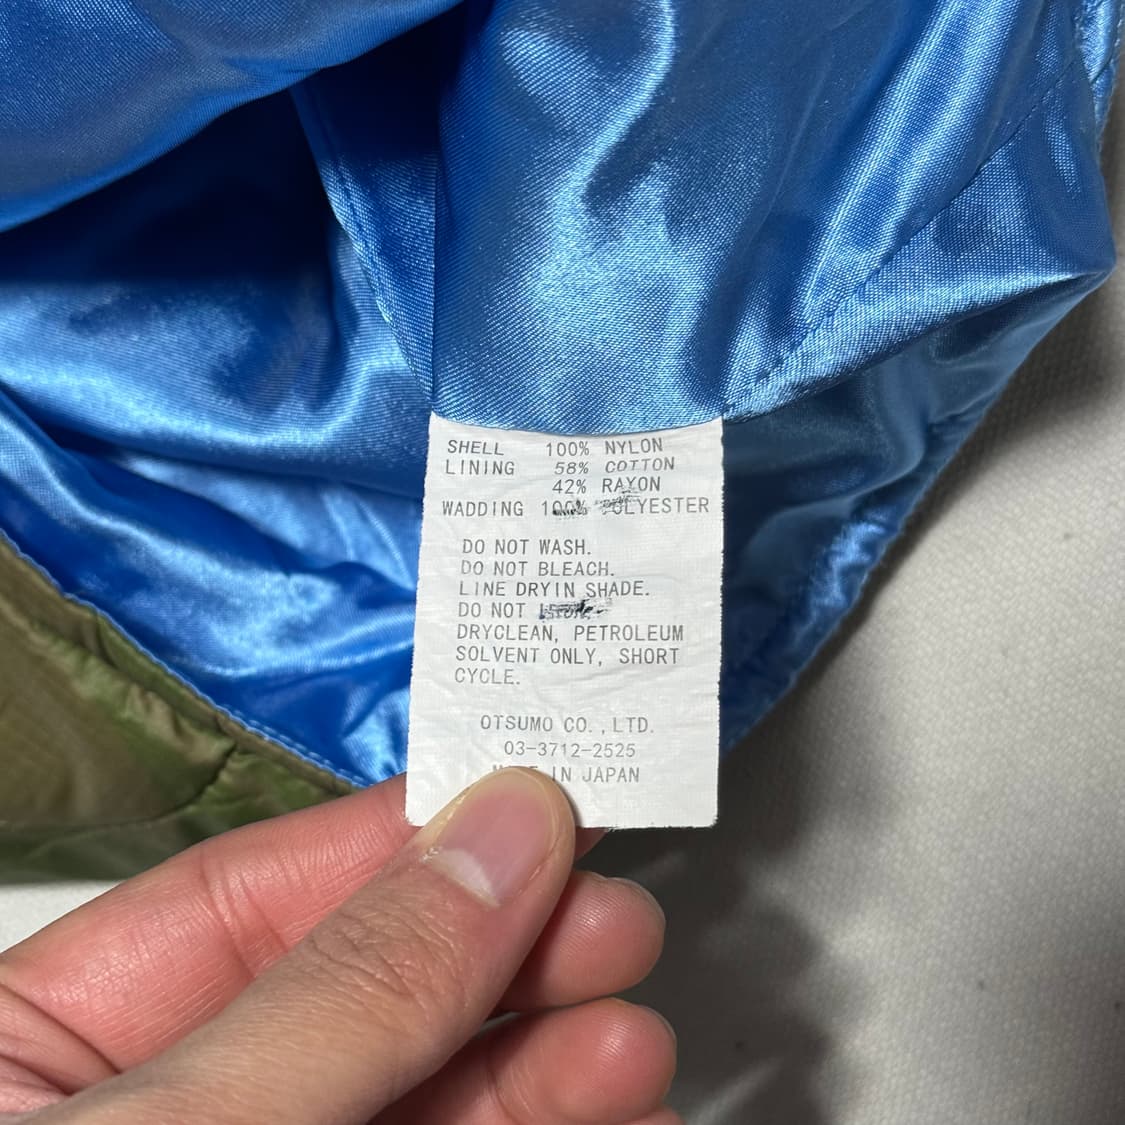 SHELL 100% NYLON
LINING 58% COTTON
42% RAYON
WADDING 100% POLYESTER
DO NOT WASH.
DO NOT BLEACH.
LINE DRYIN SHADE.
DO NOT
DRYCLEAN, PETROLEUM
SOLVENT ONLY, SHORT
CYCLE.
OTSUMO CO.,LTD.
03-3712-2525
IN JAPAN